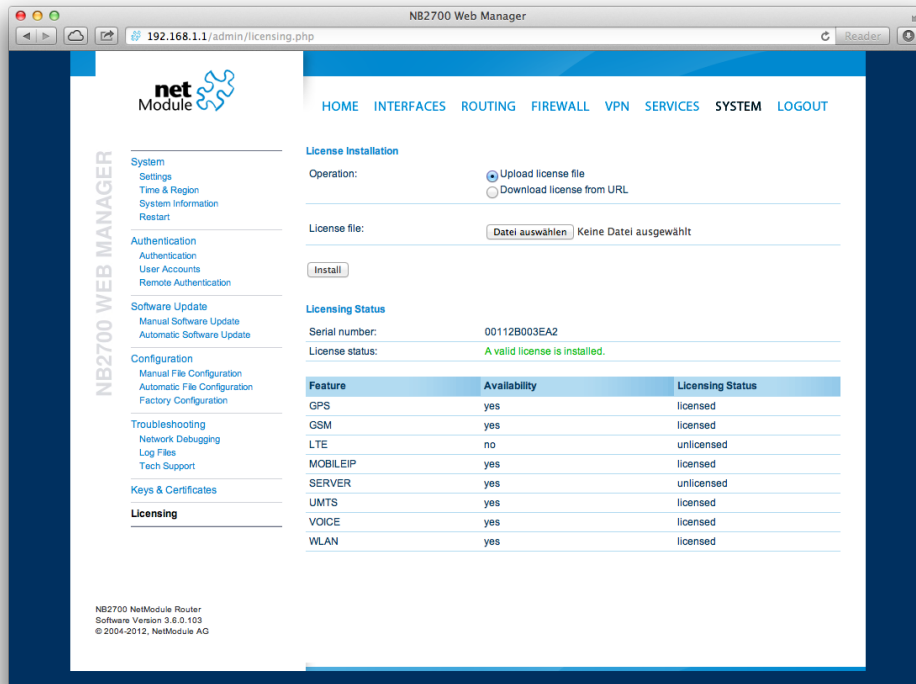 NB2700 Web Manager
192.168.1.1/admin/licensing.php
Reader
net
Module
HOME INTERFACES ROUTING FIREWALL VPN SERVICES SYSTEM LOGOUT
NB2700 WEB MANAGER
System
Settings
Time & Region
System Information
Restart
Authentication
Authentication
User Accounts
Remote Authentication
Software Update
Manual Software Update
Automatic Software Update
Configuration
Manual File Configuration
Automatic File Configuration
Factory Configuration
Troubleshooting
Network Debugging
Log Files
Tech Support
Keys & Certificates
Licensing
License Installation
Operation: Upload license file
Download license from URL
License file: Datei auswählen Keine Datei ausgewählt
Install
Licensing Status
Serial number: 00112B003EA2
License status: A valid license is installed.
Feature Availability Licensing Status
GPS yes licensed
GSM yes licensed
LTE no unlicensed
MOBILEIP yes licensed
SERVER yes unlicensed
UMTS yes licensed
VOICE yes licensed
WLAN yes licensed
NB2700 NetModule Router
Software Version 3.6.0.103
© 2004-2012, NetModule AG